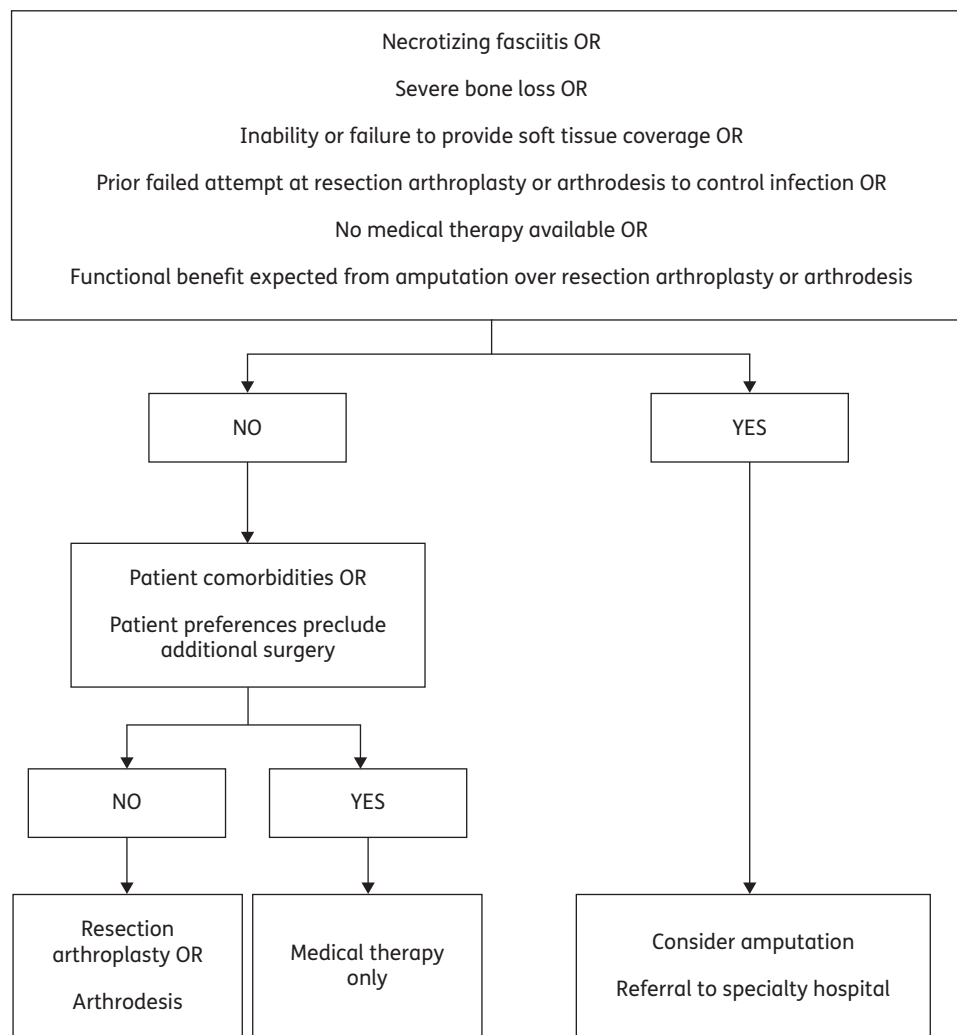 Necrotizing fasciitis OR
Severe bone loss OR
Inability or failure to provide soft tissue coverage OR
Prior failed attempt at resection arthroplasty or arthrodesis to control infection OR
No medical therapy available OR
Functional benefit expected from amputation over resection arthroplasty or arthrodesis
NO
YES
Patient comorbidities OR
Patient preferences preclude
additional surgery
NO
YES
Resection
arthroplasty OR
Arthrodesis
Medical therapy
only
Consider amputation
Referral to specialty hospital